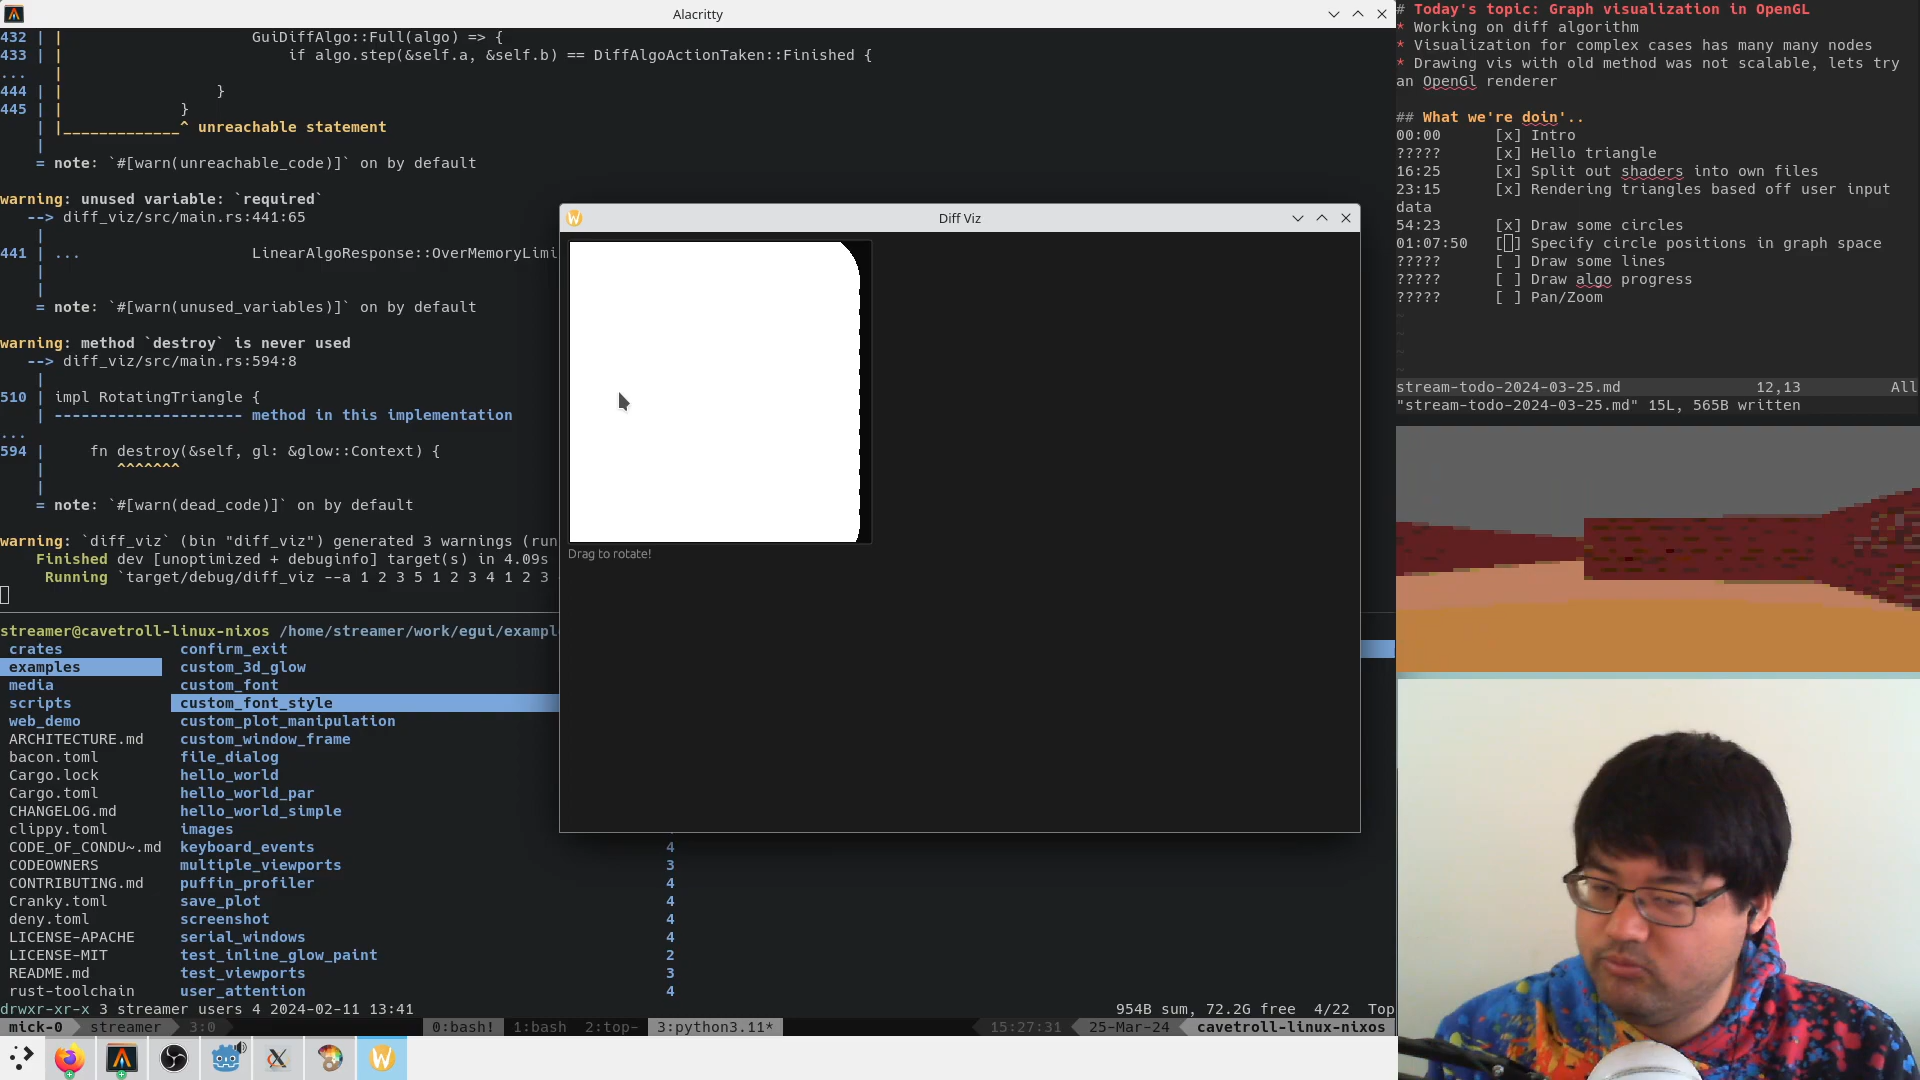 Alacritty
432 | |                     GuiDiffAlgo::Full(algo) => {
433 | |                         if algo.step(&self.a, &self.b) == DiffAlgoActionTaken::Finished {
...   |
444 | |                 }
445 | |             }
    | |_____________^ unreachable statement
    |
    = note: `#[warn(unreachable_code)]` on by default
warning: unused variable: `required`
   --> diff_viz/src/main.rs:441:65
    |
441 | ...                     LinearAlgoResponse::OverMemoryLimi
    |
    |
    = note: `#[warn(unused_variables)]` on by default
warning: method `destroy` is never used
   --> diff_viz/src/main.rs:594:8
    |
510 | impl RotatingTriangle {
    | --------------------- method in this implementation
...
594 |     fn destroy(&self, gl: &glow::Context) {
    |        ^^^^^^^
    |
    = note: `#[warn(dead_code)]` on by default
warning: `diff_viz` (bin "diff_viz") generated 3 warnings (run
    Finished dev [unoptimized + debuginfo] target(s) in 4.09s
     Running `target/debug/diff_viz --a 1 2 3 5 1 2 3 4 1 2 3
Diff Viz
Drag to rotate!
streamer@cavetroll-linux-nixos /home/streamer/work/egui/exampl
crates confirm_exit
examples custom_3d_glow
media custom_font
scripts custom_font_style
web_demo custom_plot_manipulation
ARCHITECTURE.md custom_window_frame
bacon.toml file_dialog
Cargo.lock hello_world
Cargo.toml hello_world_par
CHANGELOG.md hello_world_simple
clippy.toml images
CODE_OF_CONDU~.md keyboard_events 4
CODEOWNERS multiple_viewports 3
CONTRIBUTING.md puffin_profiler 4
Cranky.toml save_plot 4
deny.toml screenshot 4
LICENSE-APACHE serial_windows 4
LICENSE-MIT test_inline_glow_paint 2
README.md test_viewports 3
rust-toolchain user_attention 4
drwxr-xr-x 3 streamer users 4 2024-02-11 13:41 954B sum, 72.2G free 4/22 Top
mick-0 streamer 3:0 0:bash! 1:bash 2:top- 3:python3.11* 15:27:31 25-Mar-24 cavetroll-linux-nixos
# Today's topic: Graph visualization in OpenGL
* Working on diff algorithm
* Visualization for complex cases has many many nodes
* Drawing vis with old method was not scalable, lets try
an OpenGl renderer
## What we're doin'..
00:00 [x] Intro
????? [x] Hello triangle
16:25 [x] Split out shaders into own files
23:15 [x] Rendering triangles based off user input
data
54:23 [x] Draw some circles
01:07:50 [ ] Specify circle positions in graph space
????? [ ] Draw some lines
????? [ ] Draw algo progress
????? [ ] Pan/Zoom
~
~
~
~
stream-todo-2024-03-25.md 12,13 All
"stream-todo-2024-03-25.md" 15L, 565B written